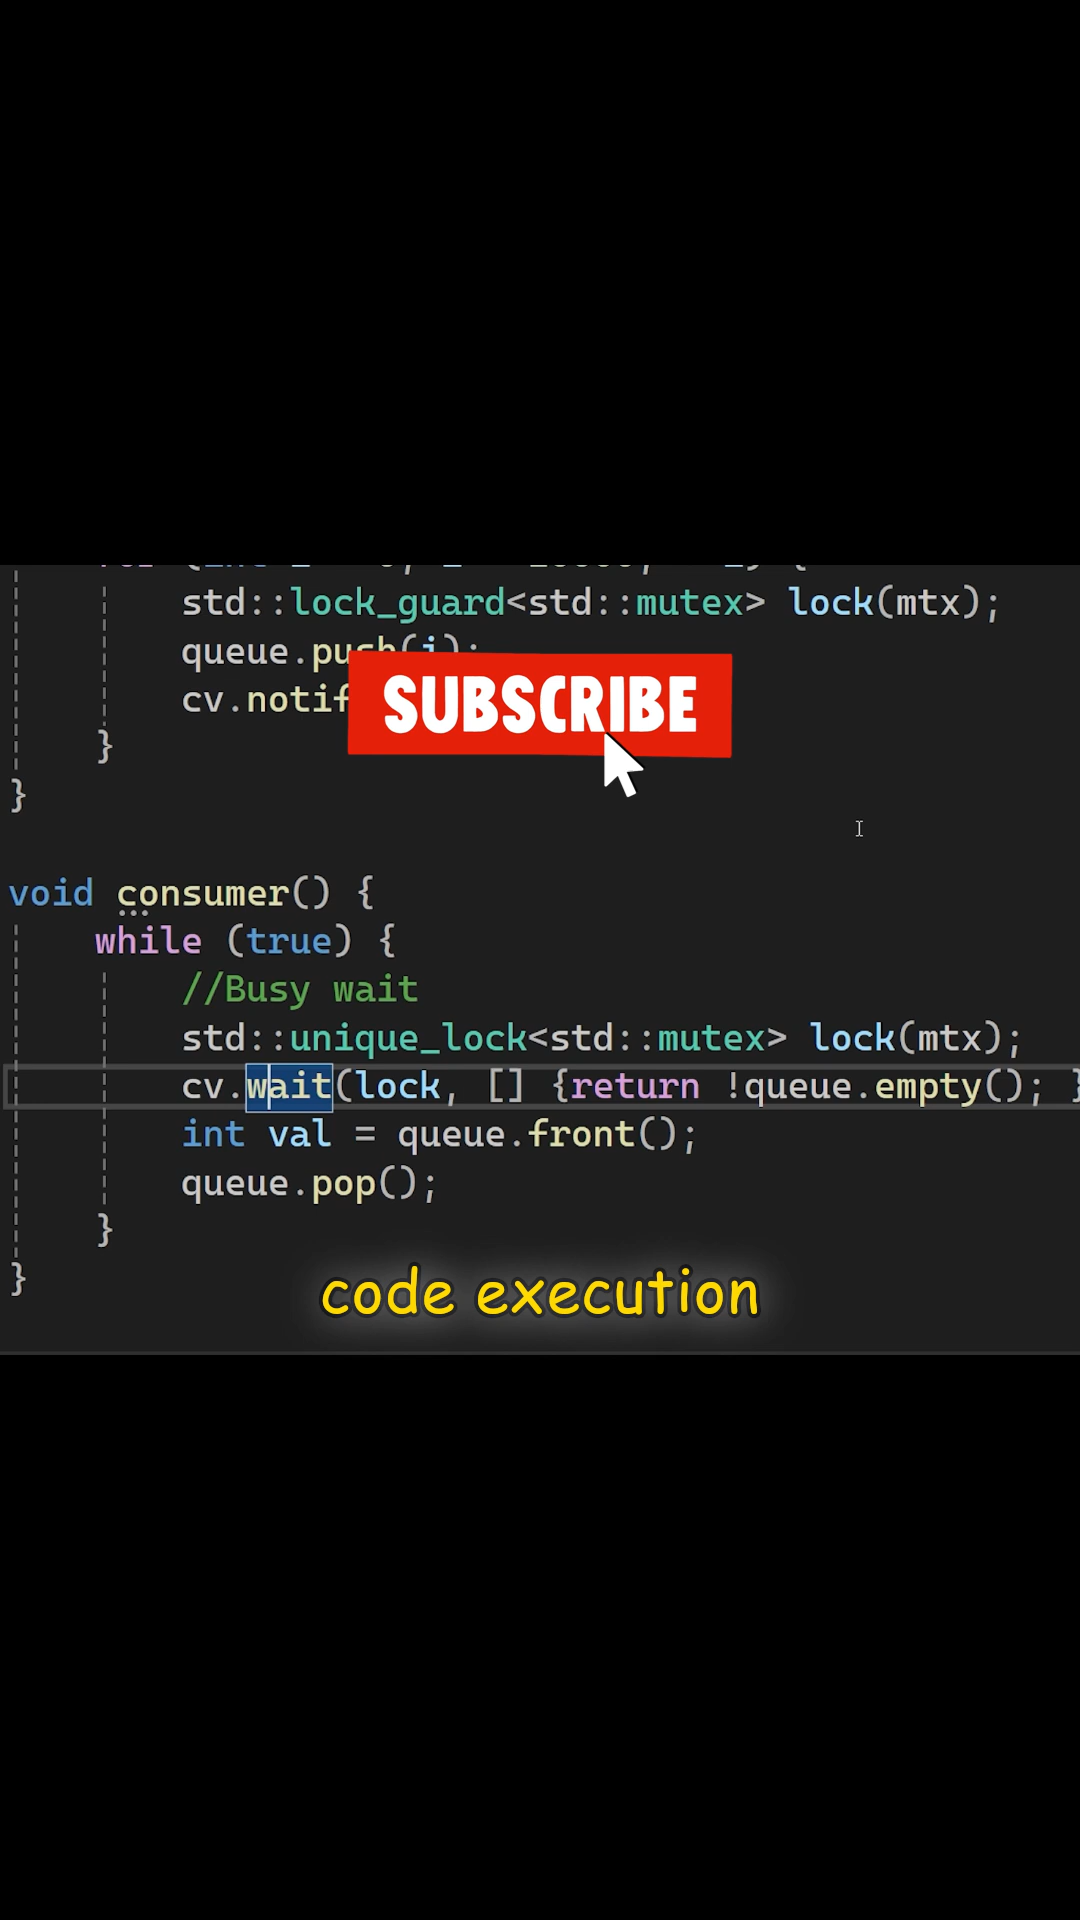 std::lock_guard<std::mutex> lock(mtx);
queue.push(i);
cv.notif
SUBSCRIBE
}
}
void consumer() {
while (true) {
//Busy wait
std::unique_lock<std::mutex> lock(mtx);
cv.wait(lock, [] {return !queue.empty(); }
int val = queue.front();
queue.pop();
}
}
code execution